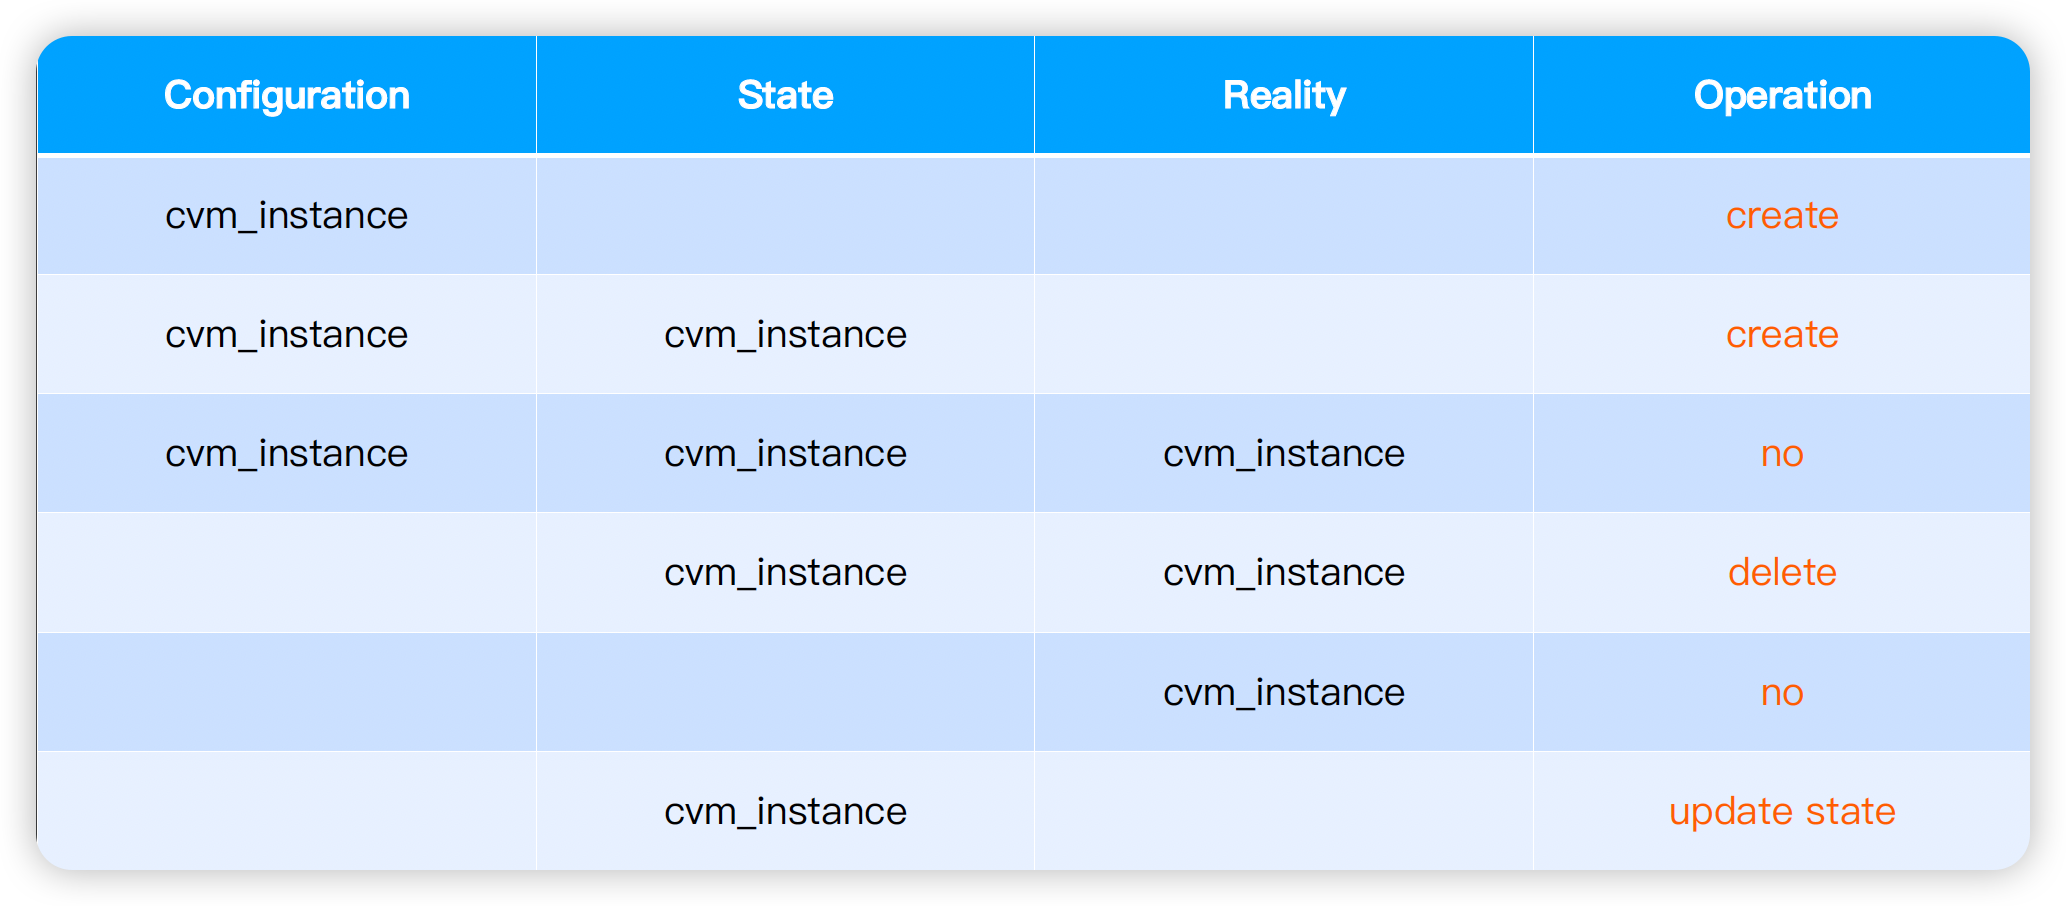 Configuration State Reality Operation
cvm_instance create
cvm_instance cvm_instance create
cvm_instance cvm_instance cvm_instance no
cvm_instance cvm_instance delete
cvm_instance no
cvm_instance update state